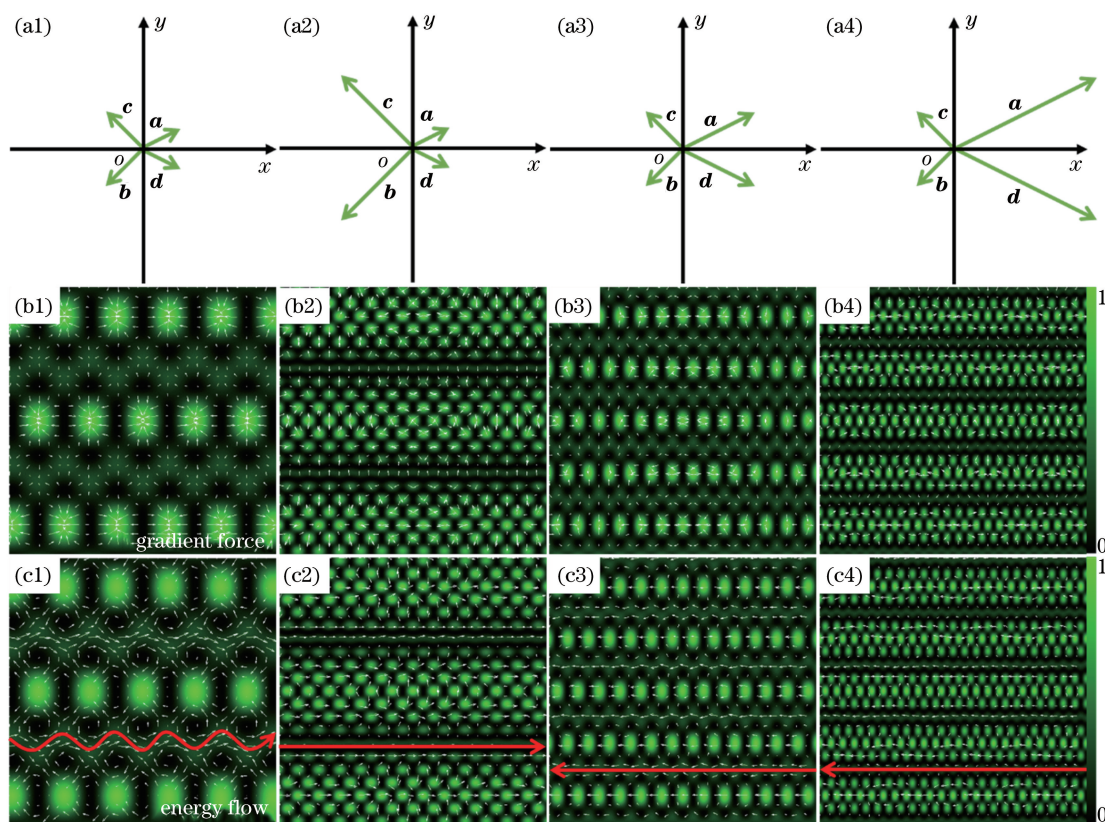 (a1) y c a o x b d
(a2) y c a o x b d
(a3) y c a o x b d
(a4) y a c o x b d
(b1) gradient force
(b2)
(b3)
(b4)
1
0
(c1) energy flow
(c2)
(c3)
(c4)
1
0